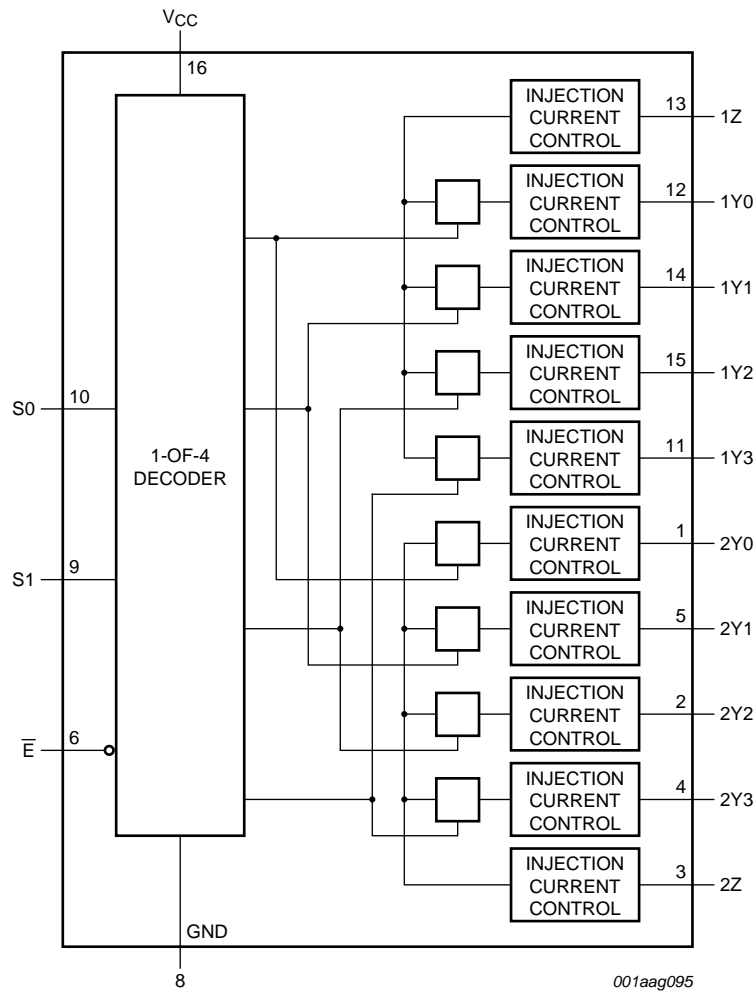 VCC
16
INJECTION
CURRENT
CONTROL
13
1Z
INJECTION
CURRENT
CONTROL
12
1Y0
INJECTION
CURRENT
CONTROL
14
1Y1
INJECTION
CURRENT
CONTROL
15
1Y2
INJECTION
CURRENT
CONTROL
11
1Y3
S0
10
1-OF-4
DECODER
S1
9
E
6
INJECTION
CURRENT
CONTROL
1
2Y0
INJECTION
CURRENT
CONTROL
5
2Y1
INJECTION
CURRENT
CONTROL
2
2Y2
INJECTION
CURRENT
CONTROL
4
2Y3
INJECTION
CURRENT
CONTROL
3
2Z
GND
8
001aag095